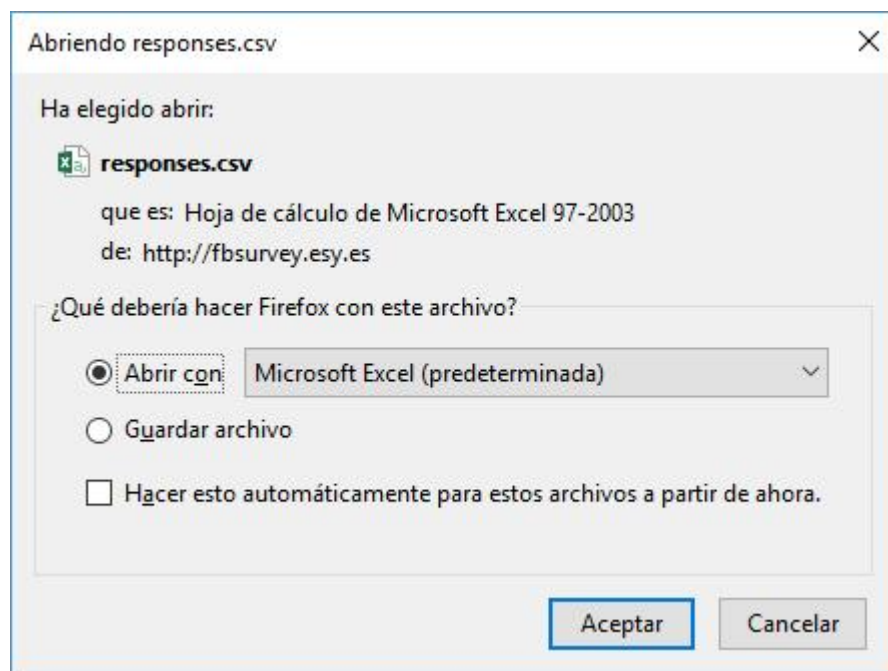 Abriendo responses.csv
Ha elegido abrir:
responses.csv
que es: Hoja de cálculo de Microsoft Excel 97-2003
de: http://fbsurvey.esy.es
¿Qué debería hacer Firefox con este archivo?
Abrir con Microsoft Excel (predeterminada)
Guardar archivo
Hacer esto automáticamente para estos archivos a partir de ahora.
Aceptar Cancelar